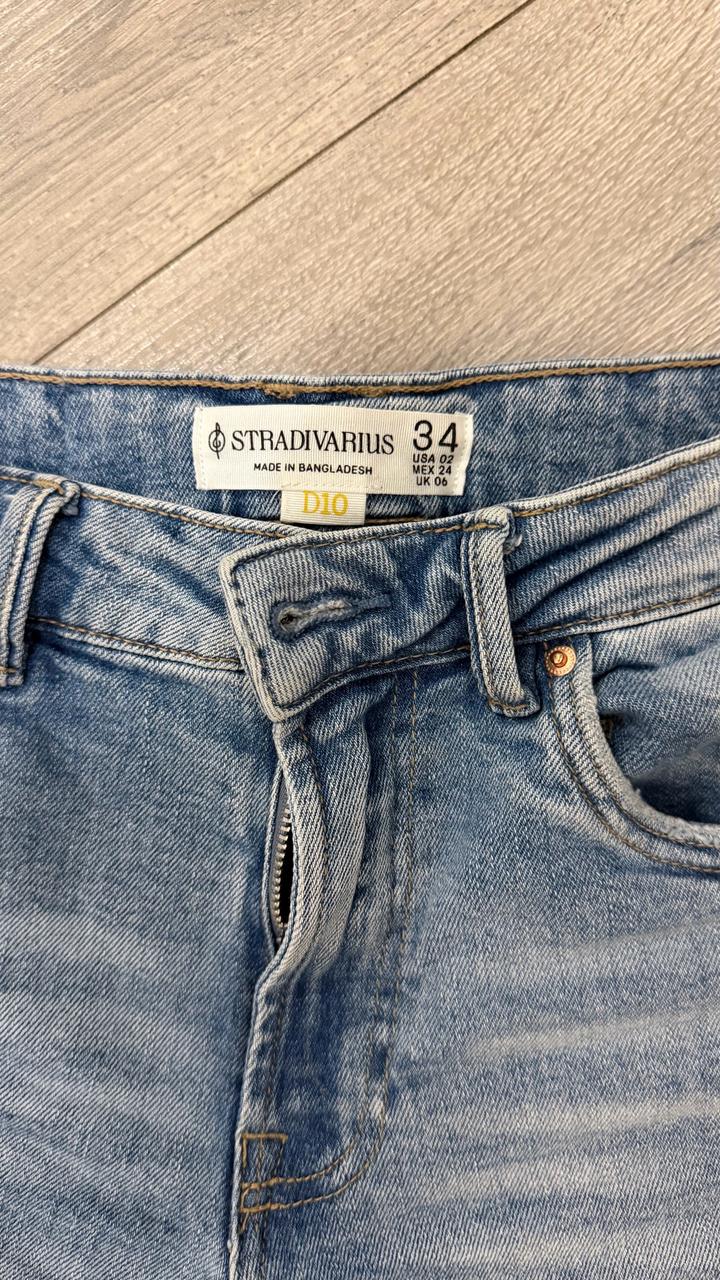 STRADIVARIUS
MADE IN BANGLADESH
34
USA 02
MEX 24
UK 06
D10